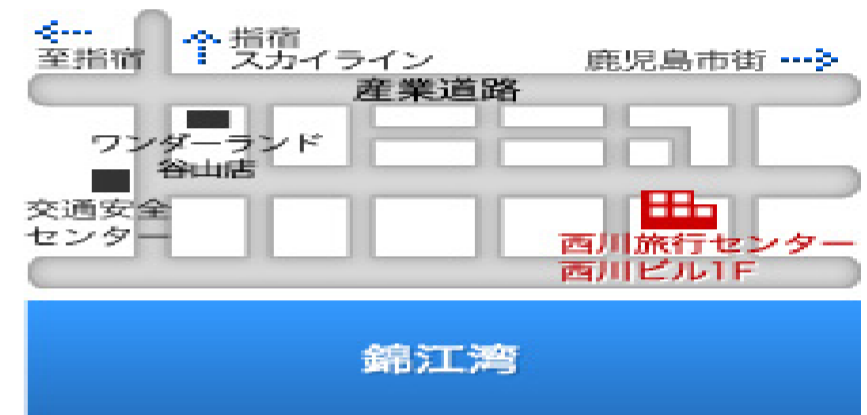 至指宿
指宿
スカイライン
鹿児島市街
産業道路
ワンダーランド
谷山店
交通安全
センター
西川旅行センター
西川ビル1F
錦江湾